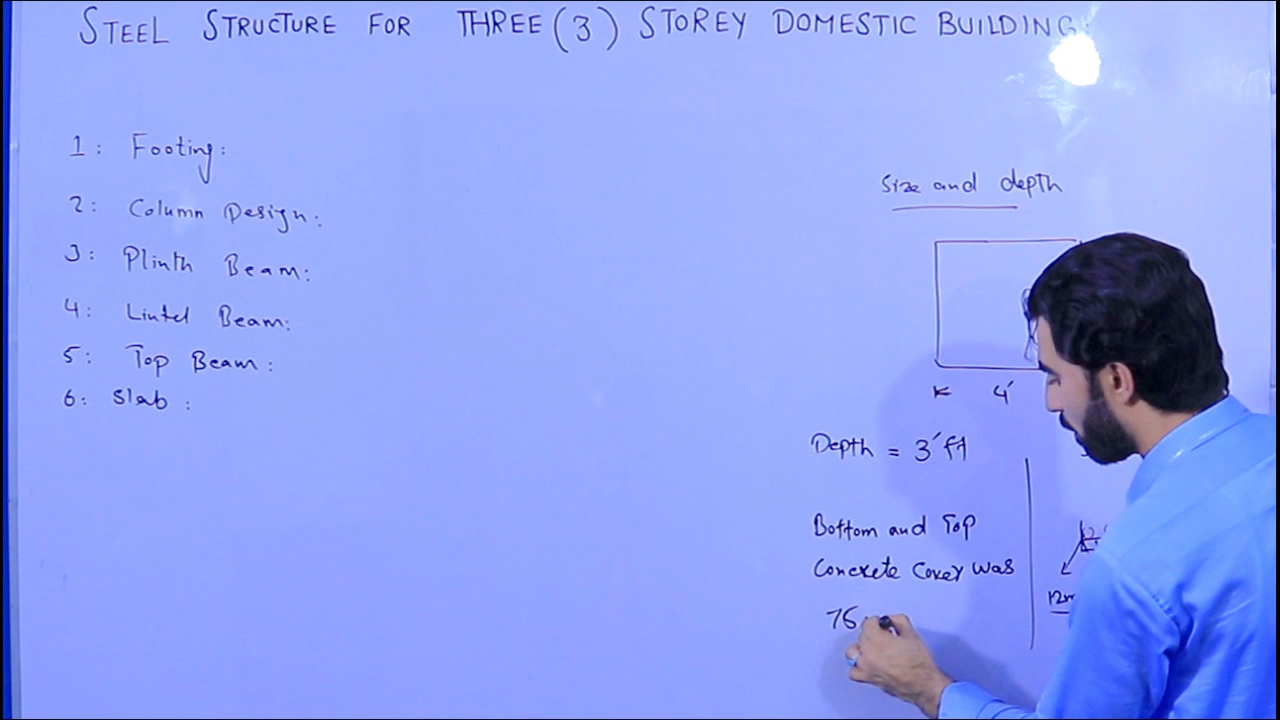 STEEL STRUCTURE FOR THREE (3) STOREY DOMESTIC BUILDING:
1: Footing:
2: Column Design:
3: Plinth Beam:
4: Lintel Beam:
5: Top Beam:
6: Slab:
Size and depth
4'
Depth = 3'ft
Bottom and Top
Concrete Cover was
75